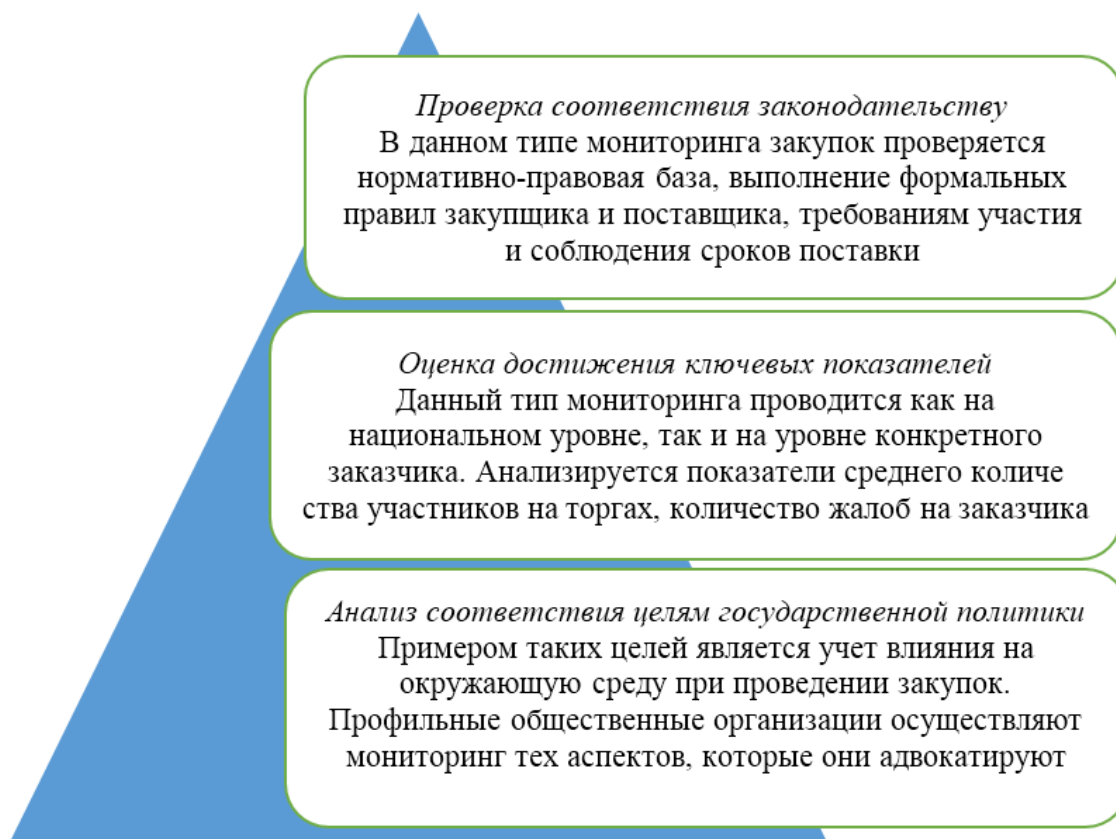 Проверка соответствия законодательству
В данном типе мониторинга закупок проверяется
нормативно-правовая база, выполнение формальных
правил закупщика и поставщика, требованиям участия
и соблюдения сроков поставки
Оценка достижения ключевых показателей
Данный тип мониторинга проводится как на
национальном уровне, так и на уровне конкретного
заказчика. Анализируется показатели среднего количе
ства участников на торгах, количество жалоб на заказчика
Анализ соответствия целям государственной политики
Примером таких целей является учет влияния на
окружающую среду при проведении закупок.
Профильные общественные организации осуществляют
мониторинг тех аспектов, которые они адвокатируют